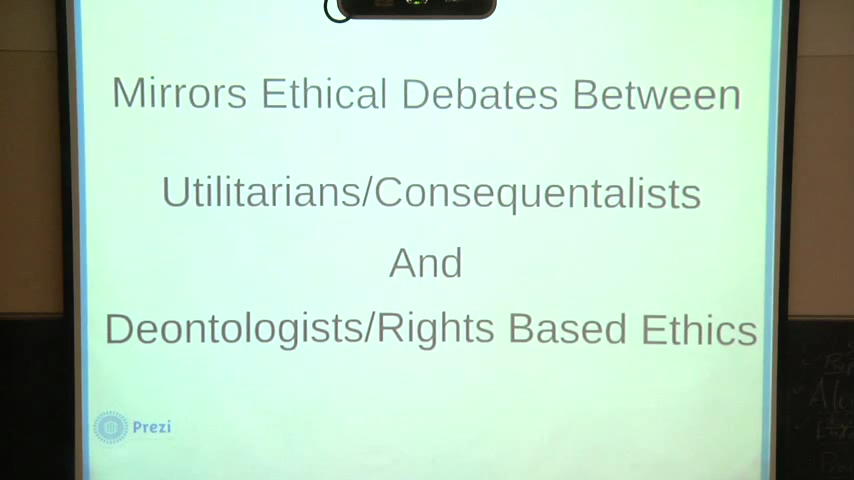 Mirrors Ethical Debates Between
Utilitarians/Consequentalists
And
Deontologists/Rights Based Ethics
Prezi